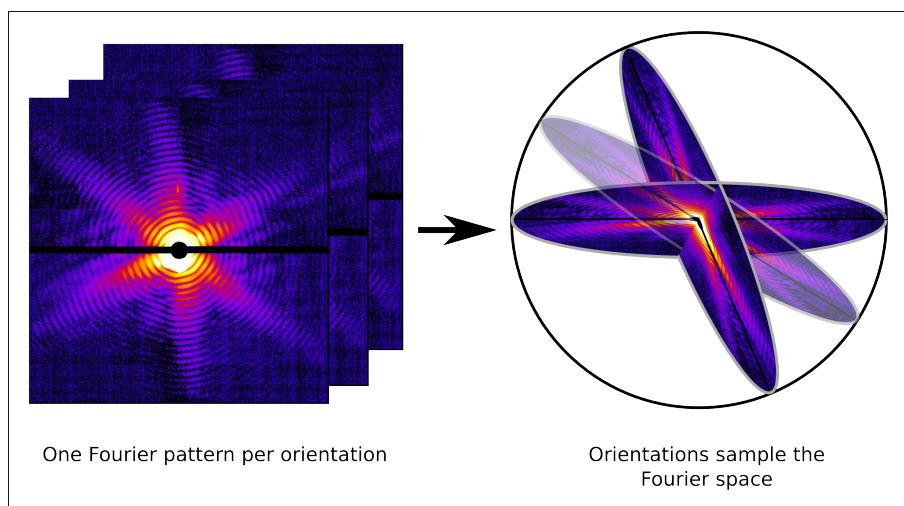 One Fourier pattern per orientation
Orientations sample the
Fourier space